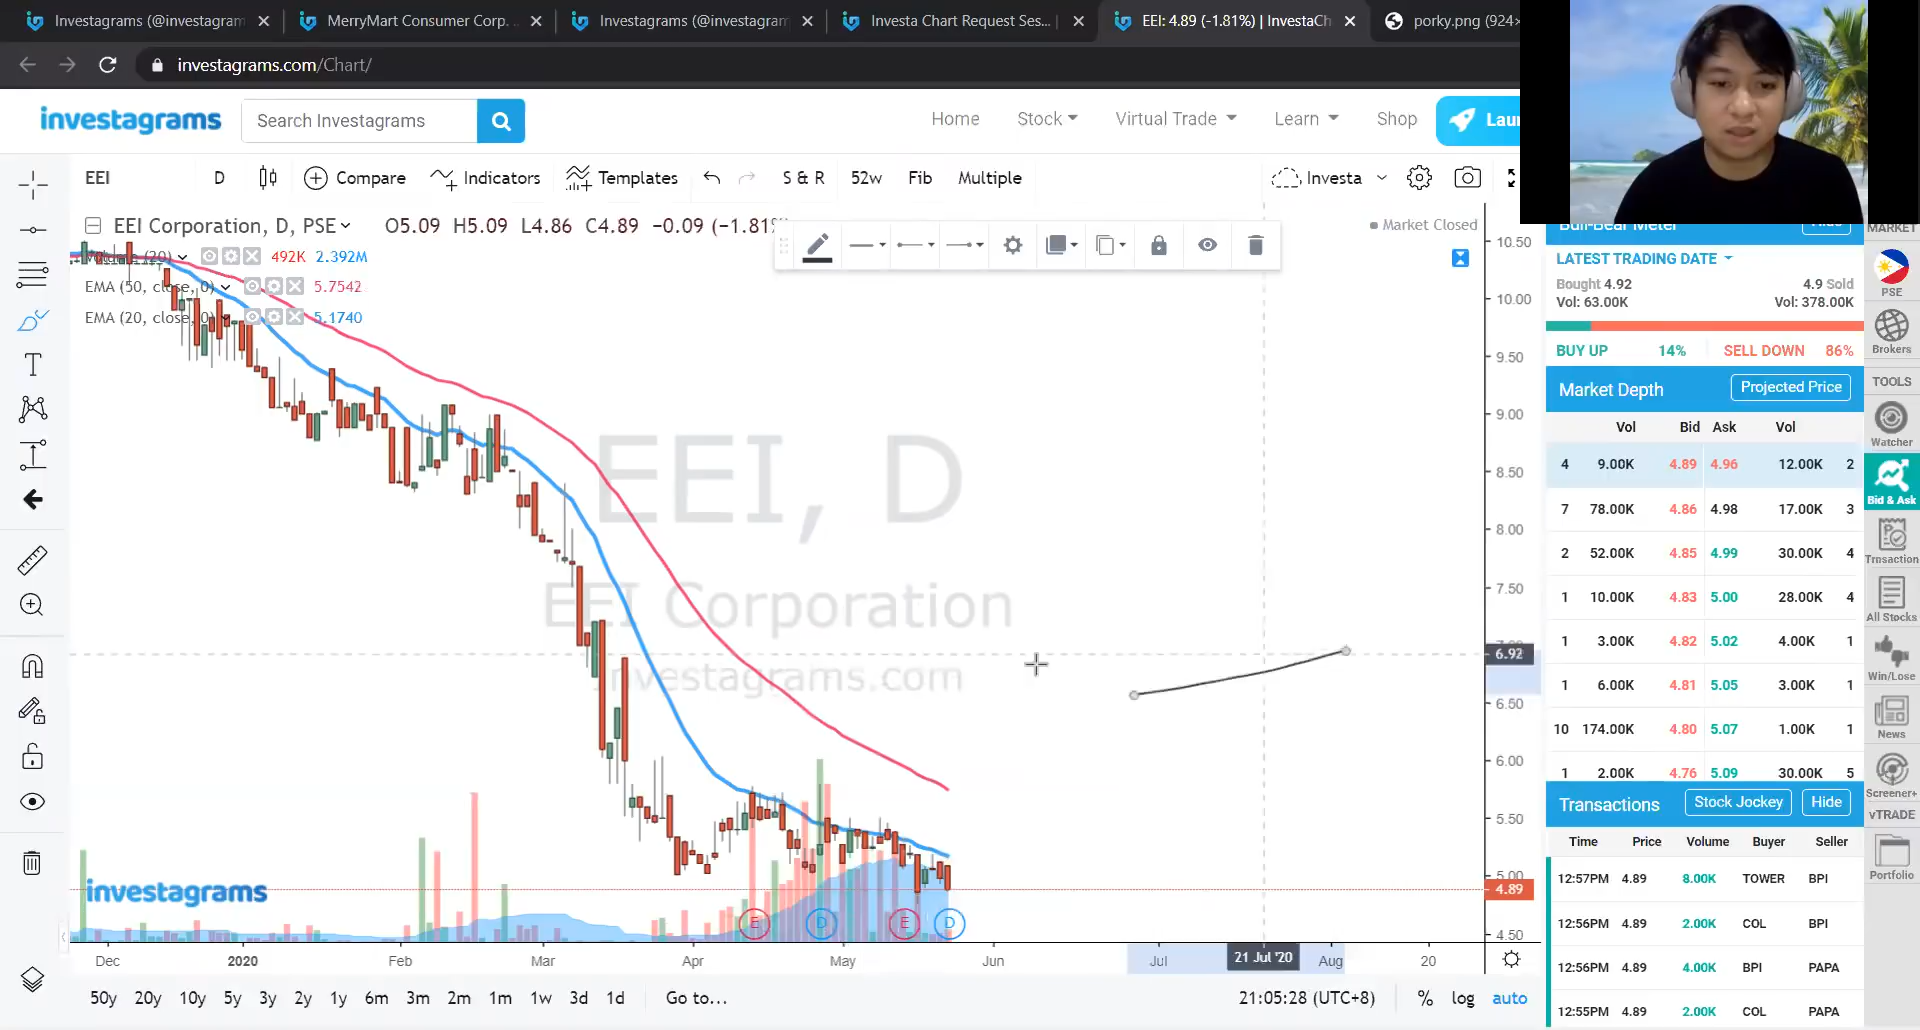 Investagrams (@investagram
MerryMart Consumer Corp.
Investagrams (@investagram
Investa Chart Request Ses...
EEI: 4.89 (-1.81%) | InvestaCh
porky.png (924×
investagrams.com/Chart/
investagrams
Search Investagrams
Home
Stock
Virtual Trade
Learn
Shop
Lau
EEI
D
Compare
Indicators
Templates
S & R
52w
Fib
Multiple
Investa
EEI Corporation, D, PSE
O5.09 H5.09 L4.86 C4.89 −0.09 (−1.81%
Market Closed
492K 2.392M
EMA (50, close, 0) 5.7542
EMA (20, close, 0) 5.1740
EEI, D
EEI Corporation
investagrams.com
investagrams
10.50
10.00
9.50
9.00
8.50
8.00
7.50
6.92
6.50
6.00
5.50
5.00
4.89
4.50
E D E D
Dec 2020 Feb Mar Apr May Jun Jul 21 Jul '20 Aug 20
50y 20y 10y 5y 3y 2y 1y 6m 3m 2m 1m 1w 3d 1d Go to...
21:05:28 (UTC+8) % log auto
Bull-Bear Meter Hide
LATEST TRADING DATE
Bought 4.92 4.9 Sold
Vol: 63.00K Vol: 378.00K
BUY UP 14% SELL DOWN 86%
Market Depth Projected Price
Vol Bid Ask Vol
4 9.00K 4.89 4.96 12.00K 2
7 78.00K 4.86 4.98 17.00K 3
2 52.00K 4.85 4.99 30.00K 4
1 10.00K 4.83 5.00 28.00K 4
1 3.00K 4.82 5.02 4.00K 1
1 6.00K 4.81 5.05 3.00K 1
10 174.00K 4.80 5.07 1.00K 1
1 2.00K 4.76 5.09 30.00K 5
Transactions Stock Jockey Hide
Time Price Volume Buyer Seller
12:57PM 4.89 8.00K TOWER BPI
12:56PM 4.89 2.00K COL BPI
12:56PM 4.89 4.00K BPI PAPA
12:55PM 4.89 2.00K COL PAPA
MARKET
PSE
Brokers
TOOLS
Watcher
Bid & Ask
Trnsaction
All Stocks
Win/Lose
News
Screener+
vTRADE
Portfolio